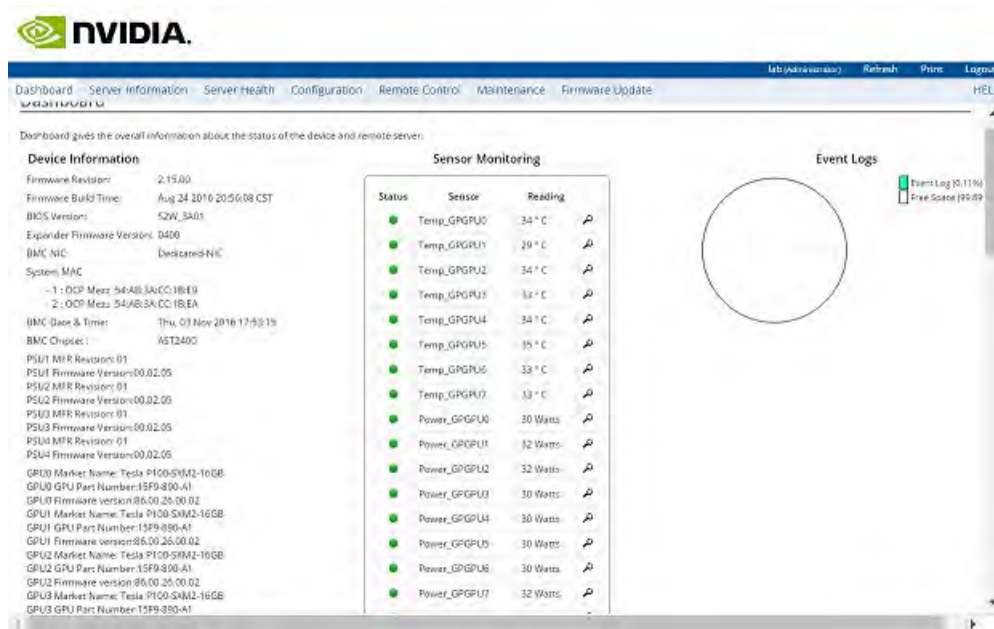 NVIDIA.
lab (Administrator) Refresh Print Logout
Dashboard Server Information Server Health Configuration Remote Control Maintenance Firmware Update HEL
Dashboard
Dashboard gives the overall information about the status of the device and remote server.
Device Information
Firmware Revision: 2.15.00
Firmware Build Time: Aug 24 2016 20:56:08 CST
BIOS Version: S2W_3A01
Expander Firmware Version: 0400
BMC NIC: Dedicated-NIC
System MAC
- 1 : OCP Mezz 54:AB:3A:CC:1B:E9
- 2 : OCP Mezz 54:AB:3A:CC:1B:EA
BMC Date & Time: Thu, 03 Nov 2016 17:53:15
BMC Chipset : AST2400
PSU1 MFR Revision: 01
PSU1 Firmware Version:00.02.05
PSU2 MFR Revision: 01
PSU2 Firmware Version:00.02.05
PSU3 MFR Revision: 01
PSU3 Firmware Version:00.02.05
PSU4 MFR Revision: 01
PSU4 Firmware Version:00.02.05
GPU0 Market Name: Tesla P100-SXM2-16GB
GPU0 GPU Part Number:15F9-890-A1
GPU0 Firmware version:86.00.26.00.02
GPU1 Market Name: Tesla P100-SXM2-16GB
GPU1 GPU Part Number:15F9-890-A1
GPU1 Firmware version:86.00.26.00.02
GPU2 Market Name: Tesla P100-SXM2-16GB
GPU2 GPU Part Number:15F9-890-A1
GPU2 Firmware version:86.00.26.00.02
GPU3 Market Name: Tesla P100-SXM2-16GB
GPU3 GPU Part Number:15F9-890-A1
Sensor Monitoring
Status Sensor Reading
Temp_GPGPU0 34 ° C
Temp_GPGPU1 29 ° C
Temp_GPGPU2 34 ° C
Temp_GPGPU3 33 ° C
Temp_GPGPU4 34 ° C
Temp_GPGPU5 35 ° C
Temp_GPGPU6 33 ° C
Temp_GPGPU7 33 ° C
Power_GPGPU0 30 Watts
Power_GPGPU1 32 Watts
Power_GPGPU2 32 Watts
Power_GPGPU3 30 Watts
Power_GPGPU4 30 Watts
Power_GPGPU5 30 Watts
Power_GPGPU6 30 Watts
Power_GPGPU7 32 Watts
Event Logs
Event Log (0.11%)
Free Space (99.89